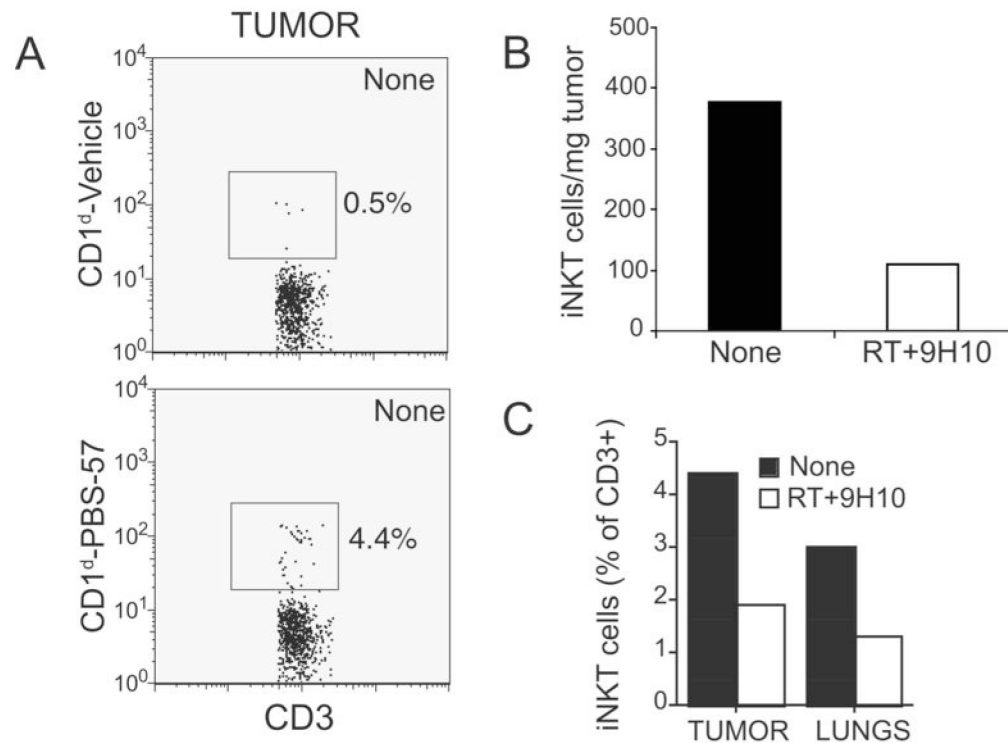 A
TUMOR
None
CD1ᵈ-Vehicle
10⁴
10³
10²
10¹
10⁰
0.5%
None
CD1ᵈ-PBS-57
10⁴
10³
10²
10¹
10⁰
4.4%
CD3
B
iNKT cells/mg tumor
500
400
300
200
100
0
None RT+9H10
C
iNKT cells (% of CD3+)
5
4
3
2
1
0
None
RT+9H10
TUMOR LUNGS